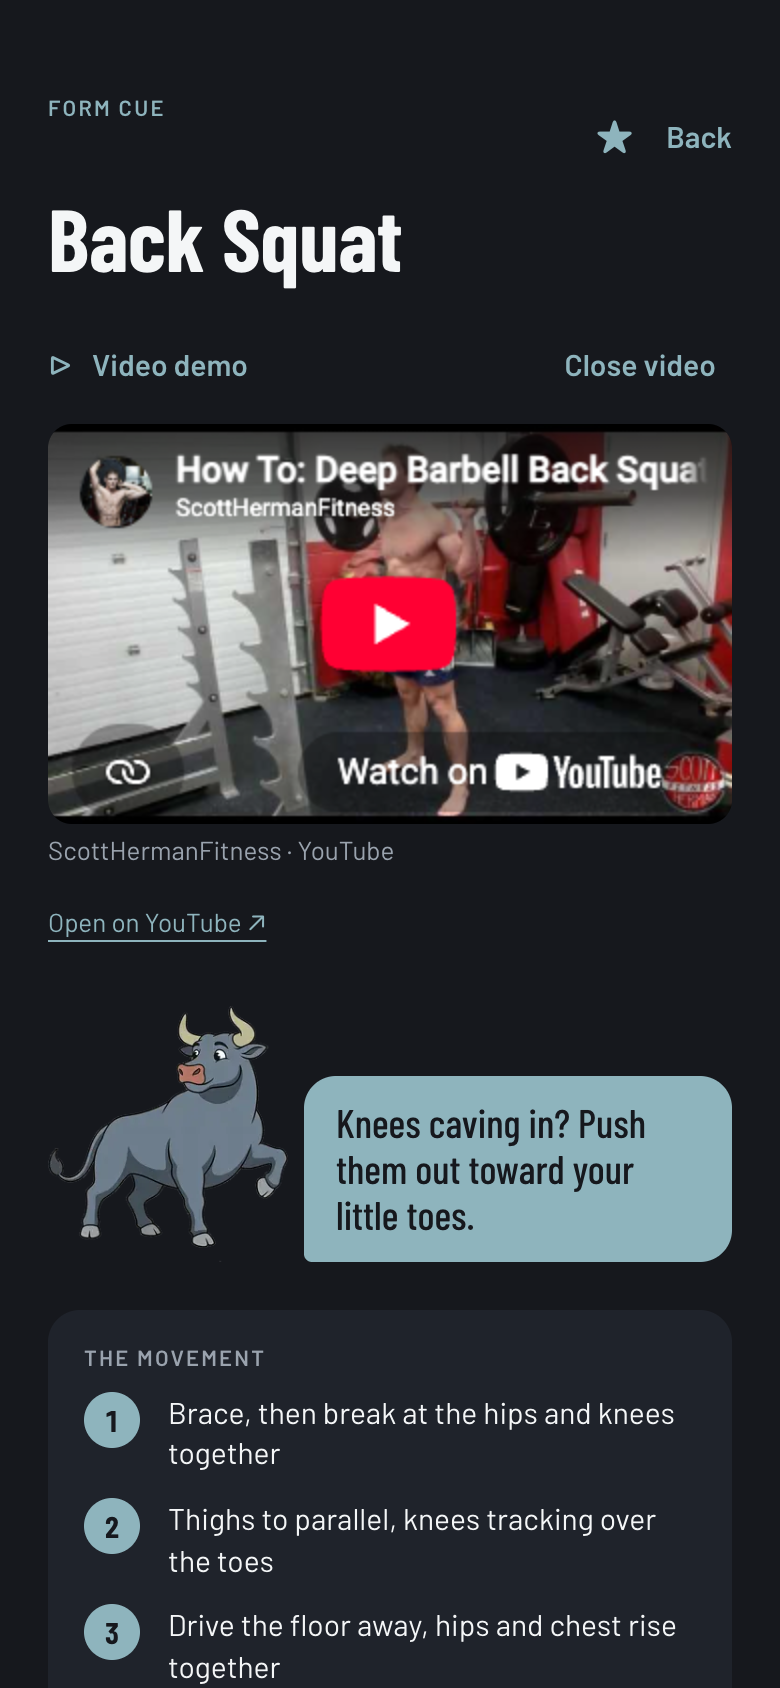 FORM CUE
Back
Back Squat
Video demo
Close video
How To: Deep Barbell Back Squat
ScottHermanFitness
Watch on YouTube
SCOTT
HERMAN
FITNESS
ScottHermanFitness · YouTube
Open on YouTube ↗
Knees caving in? Push
them out toward your
little toes.
THE MOVEMENT
1 Brace, then break at the hips and knees
together
2 Thighs to parallel, knees tracking over
the toes
3 Drive the floor away, hips and chest rise
together